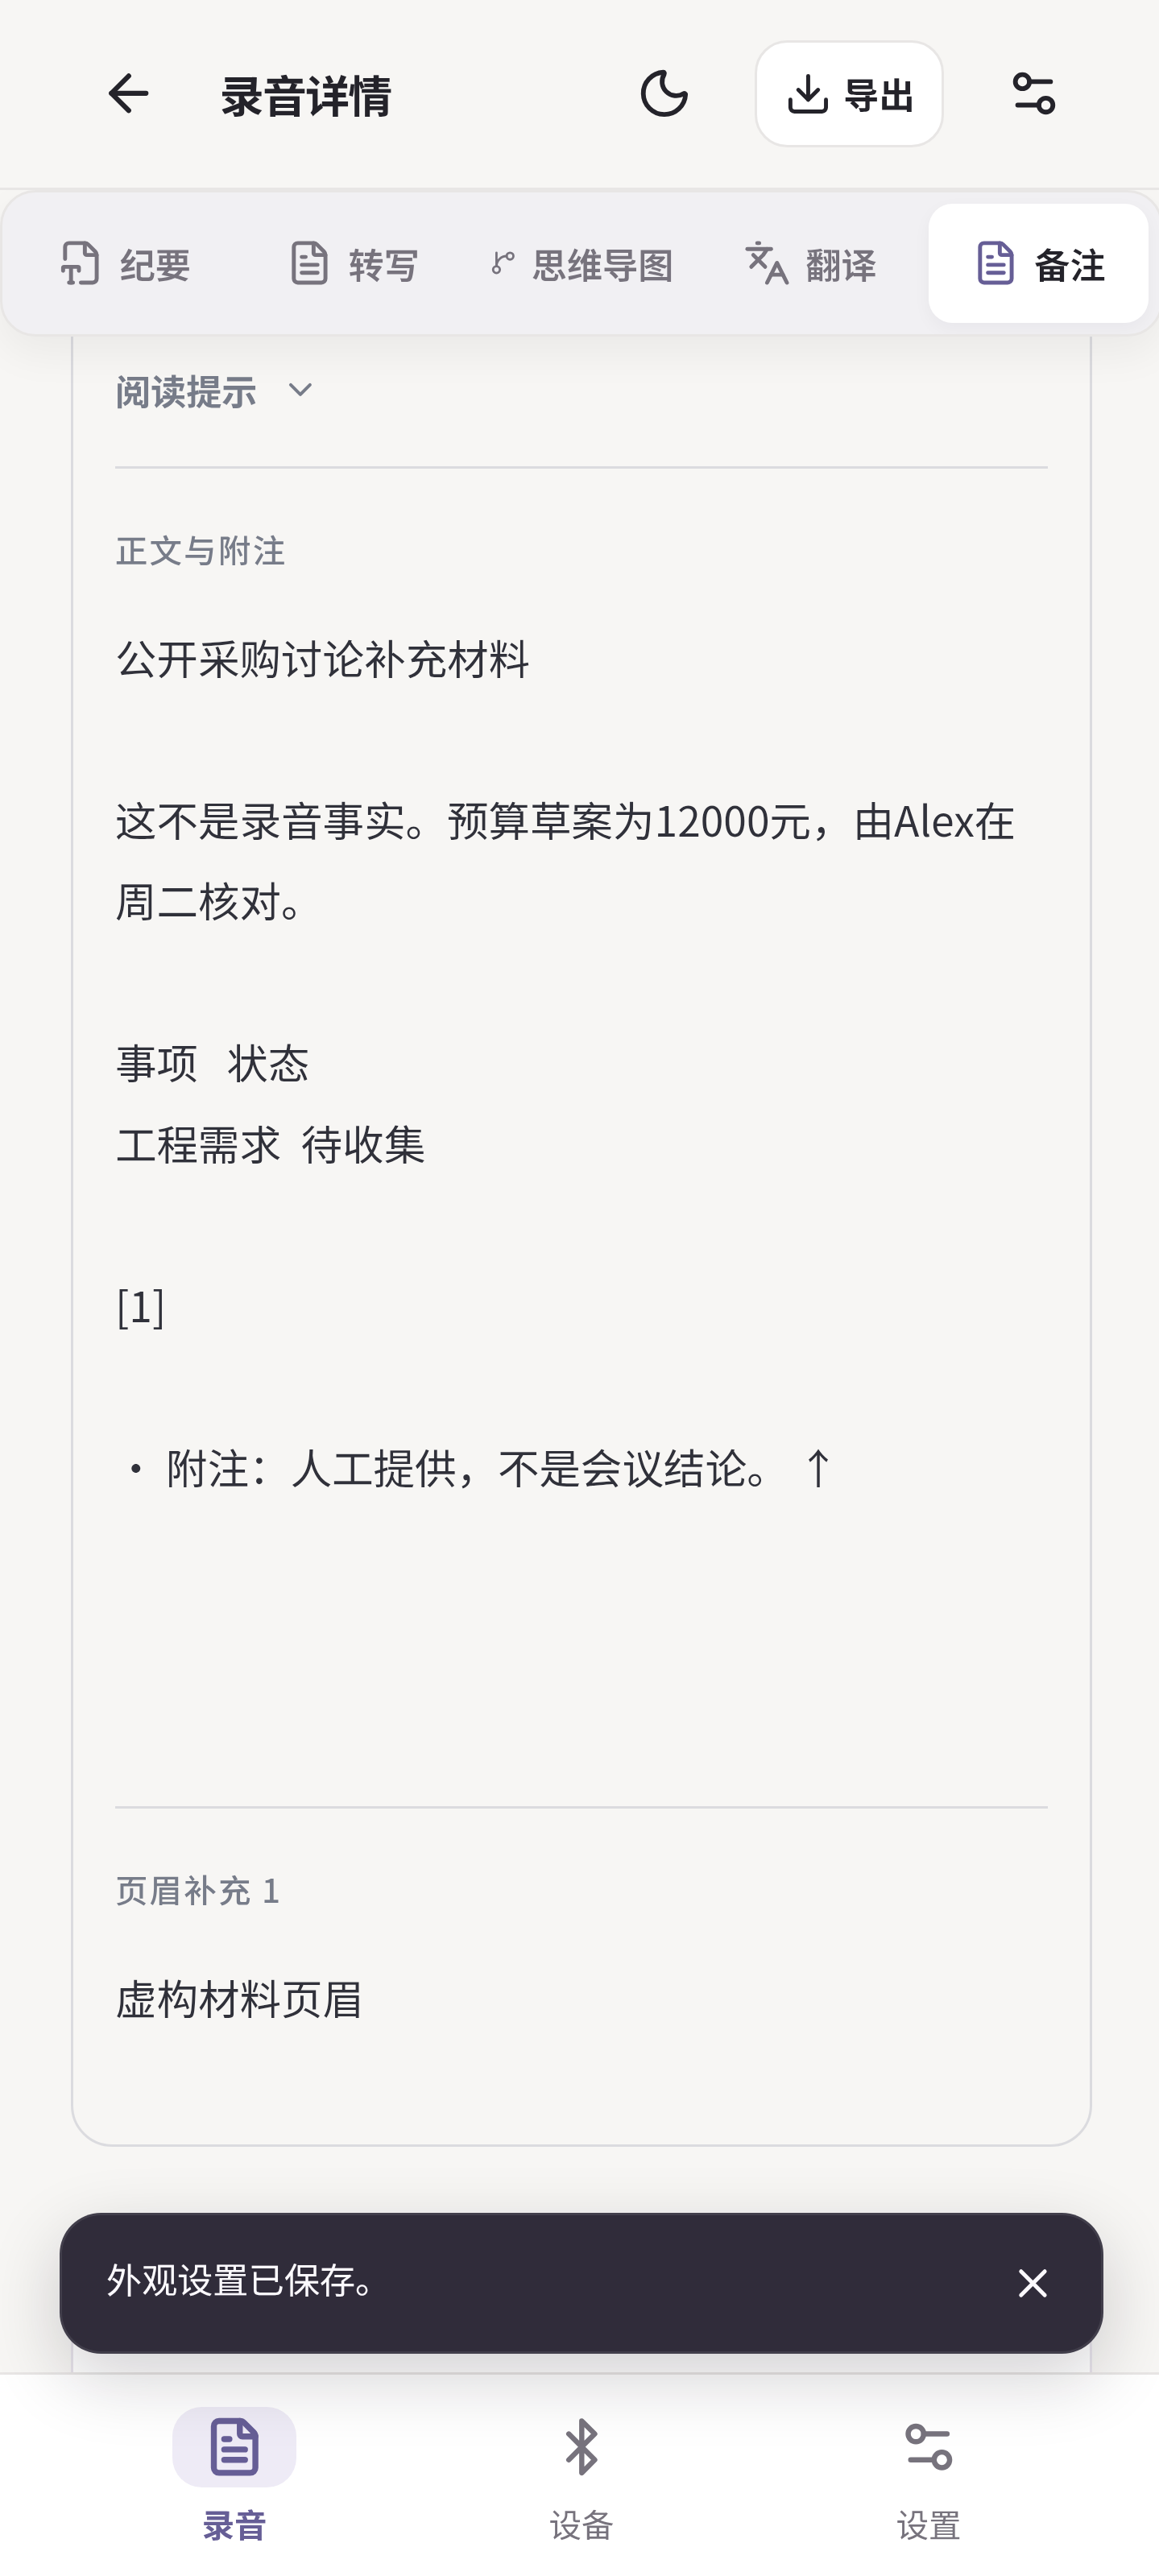 录音详情
导出
纪要
转写
思维导图
翻译
备注
阅读提示
正文与附注
公开采购讨论补充材料
这不是录音事实。预算草案为12000元，由Alex在
周二核对。
事项 状态
工程需求 待收集
[1]
• 附注：人工提供，不是会议结论。 ↑
页眉补充 1
虚构材料页眉
外观设置已保存。
录音
设备
设置